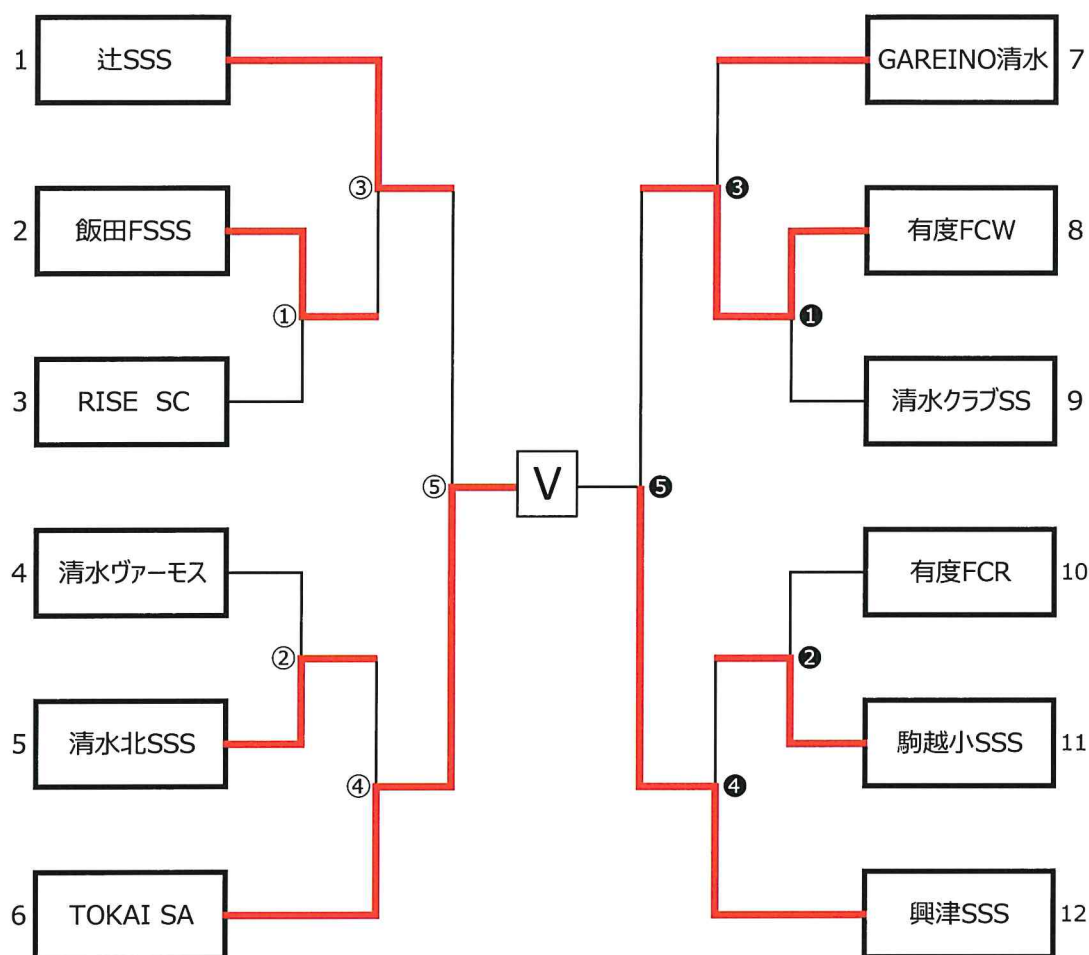 1 辻SSS
GAREINO清水 7
③
❸
2 飯田FSSS
有度FCW 8
①
❶
3 RISE SC
清水クラブSS 9
⑤ V ❺
4 清水ヴァーモス
有度FCR 10
②
❷
5 清水北SSS
駒越小SSS 11
④
❹
6 TOKAI SA
興津SSS 12